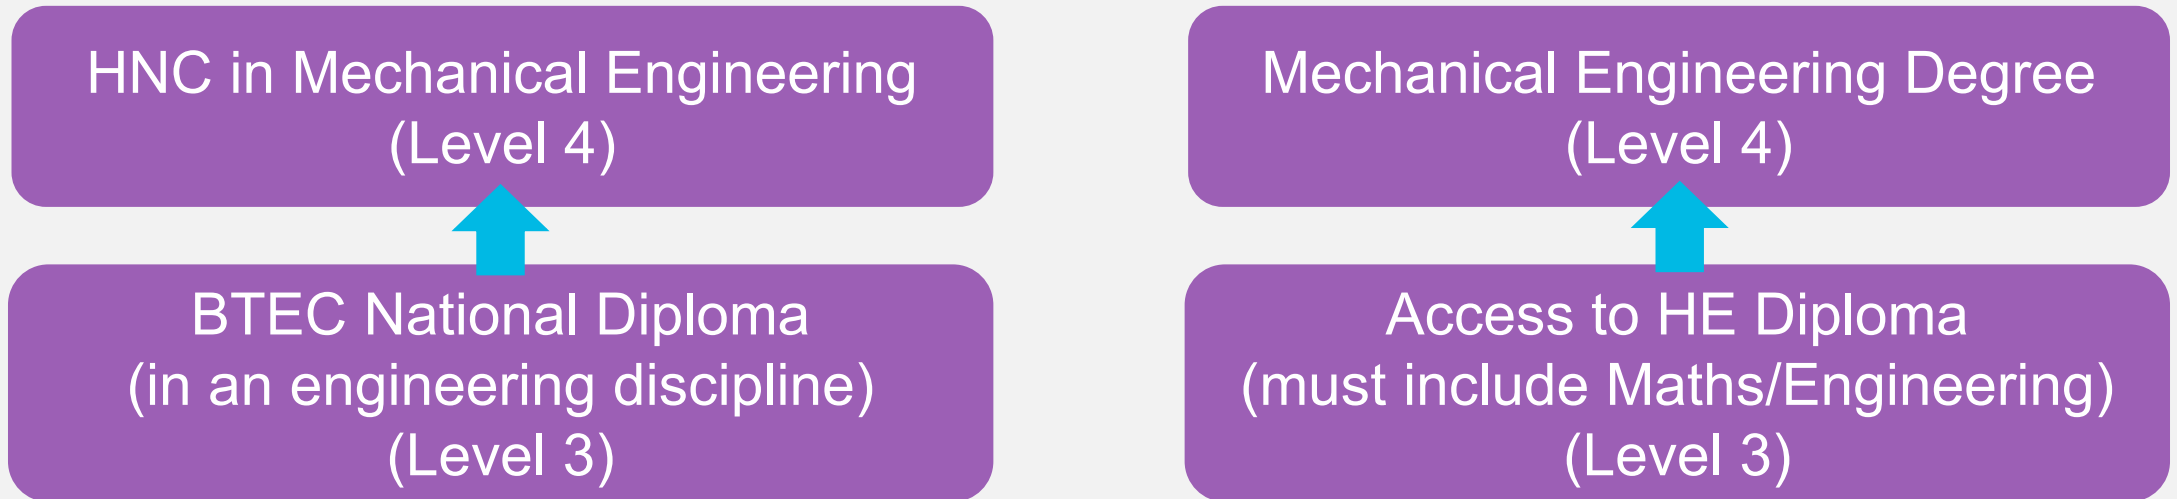 HNC in Mechanical Engineering
(Level 4)
Mechanical Engineering Degree
(Level 4)
BTEC National Diploma
(in an engineering discipline)
(Level 3)
Access to HE Diploma
(must include Maths/Engineering)
(Level 3)